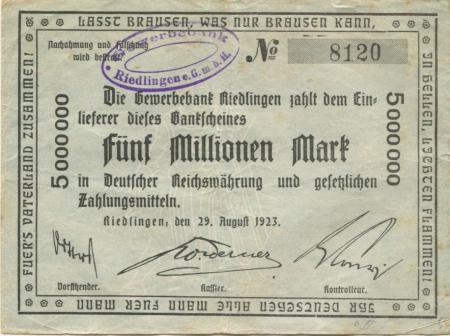 LASST BRAUSEN, WAS NUR BRAUSEN KANN,
IN HELLEN, LICHTEN FLAMMEN!
IHR DEUTSCHEN ALLE MANN FUER MANN
FUER'S VATERLAND ZUSAMMEN!
Nachahmung und Fälschung
wird bestraft.
Gewerbebank
Riedlingen e.G.m.b.H.
No 8120
5000000
5000000
Die Gewerbebank Riedlingen zahlt dem Ein-
lieferer dieses Bankscheines
Fünf Millionen Mark
in Deutscher Reichswährung und gesetzlichen
Zahlungsmitteln.
Riedlingen, den 29. August 1923.
Vorsitzender. Kassier. Kontrolleur.